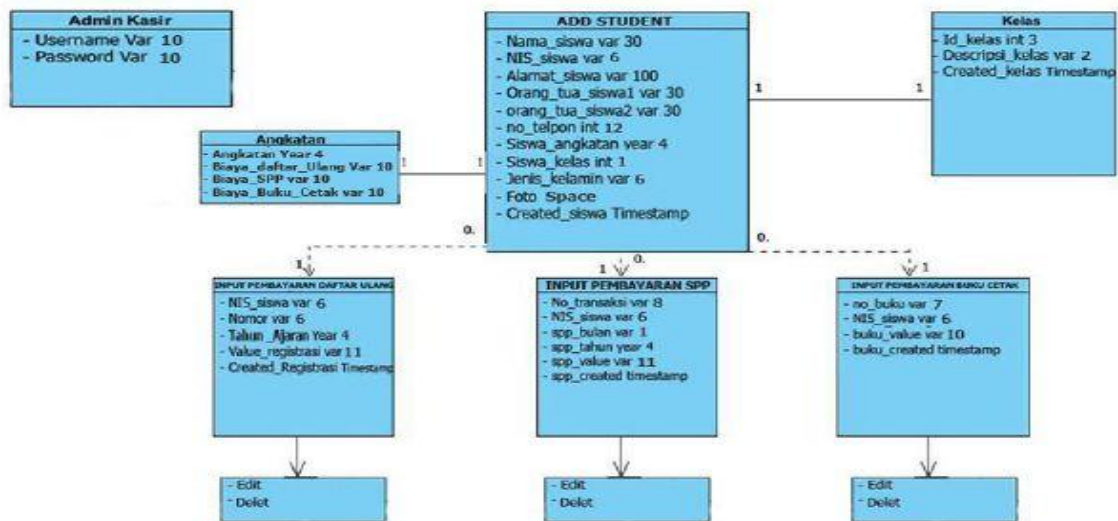 Admin Kasir
- Username Var 10
- Password Var 10
ADD STUDENT
- Nama_siswa var 30
- NIS_siswa var 6
- Alamat_siswa var 100
- Orang_tua_siswa1 var 30
- orang_tua_siswa2 var 30
- no_telpon int 12
- Siswa_angkatan year 4
- Siswa_kelas int 1
- Jenis_kelamin var 6
- Foto Space
- Created_siswa Timestamp
Kelas
- Id_kelas int 3
- Descripsi_kelas var 2
- Created_kelas Timestamp
1
1
Angkatan
- Angkatan Year 4
- Biaya_daftar_Ulang Var 10
- Biaya_SPP var 10
- Biaya_Buku_Cetak var 10
1
1
0.
0.
0.
1
1
1
INPUT PEMBAYARAN DAFTAR ULANG
- NIS_siswa var 6
- Nomor var 6
- Tahun_Ajaran Year 4
- Value_registrasi var 11
- Created_Registrasi Timestamp
INPUT PEMBAYARAN SPP
- No_transaksi var 8
- NIS_siswa var 6
- spp_bulan var 1
- spp_tahun year 4
- spp_value var 11
- spp_created timestamp
INPUT PEMBAYARAN BUKU CETAK
- no_buku var 7
- NIS_siswa var 6
- buku_value var 10
- buku_created timestamp
- Edit
- Delet
- Edit
- Delet
- Edit
- Delet